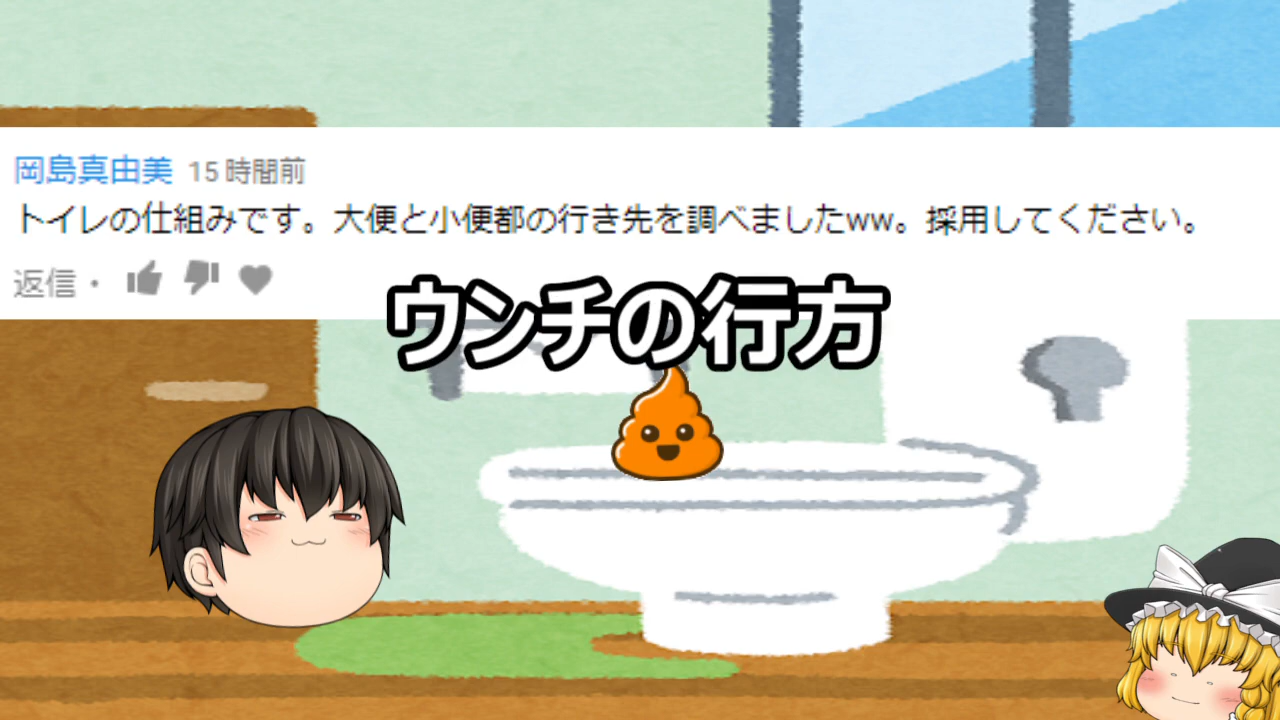 岡島真由美 15 時間前
トイレの仕組みです。大便と小便都の行き先を調べましたww。採用してください。
返信・
ウンチの行方